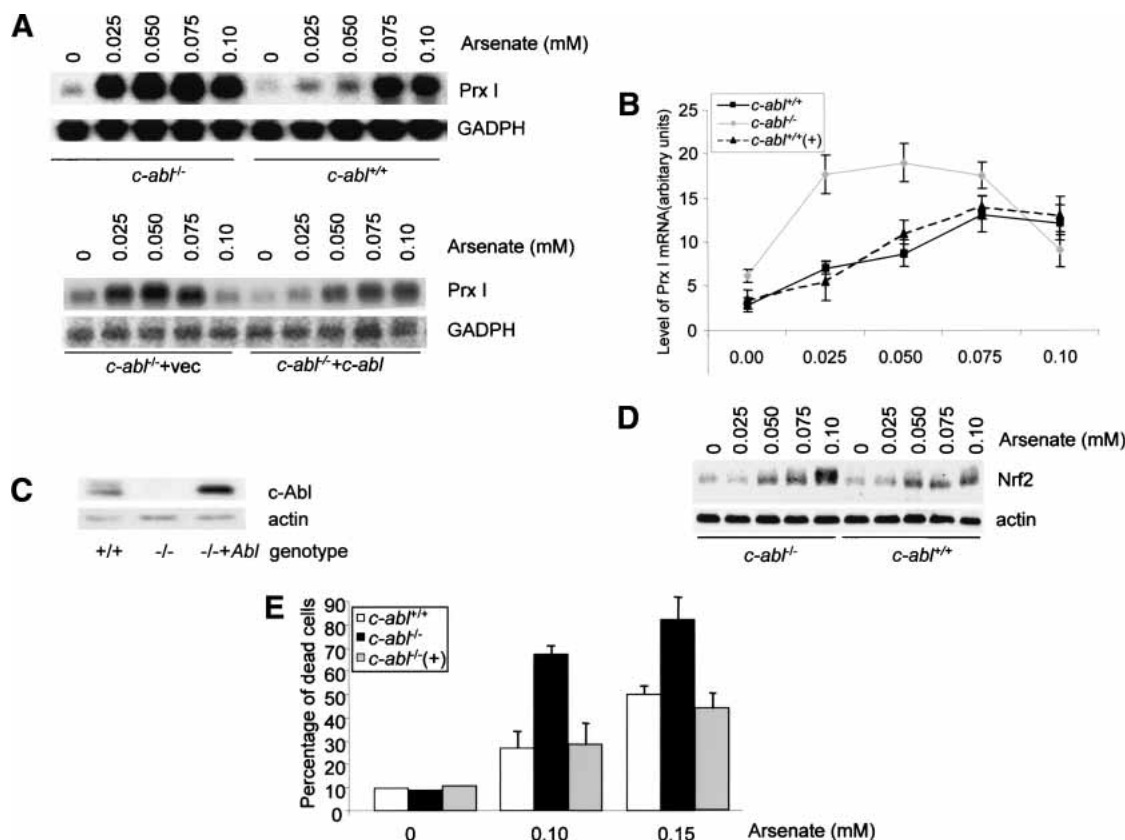 A
0 0.025 0.050 0.075 0.10 0 0.025 0.050 0.075 0.10 Arsenate (mM)
Prx I
GADPH
c-abl-/- c-abl+/+
0 0.025 0.050 0.075 0.10 0 0.025 0.050 0.075 0.10 Arsenate (mM)
Prx I
GADPH
c-abl-/-+vec c-abl-/-+c-abl
B
c-abl+/+
c-abl-/-
c-abl+/+(+)
Level of Prx I mRNA(arbitary units)
25
20
15
10
5
0
0.00 0.025 0.050 0.075 0.10
C
c-Abl
actin
+/+ -/- -/-+Abl genotype
D
0 0.025 0.050 0.075 0.10 0 0.025 0.050 0.075 0.10 Arsenate (mM)
Nrf2
actin
c-abl-/- c-abl+/+
E
c-abl+/+
c-abl-/-
c-abl-/-(+)
Percentage of dead cells
90
80
70
60
50
40
30
20
10
0
0 0.10 0.15 Arsenate (mM)